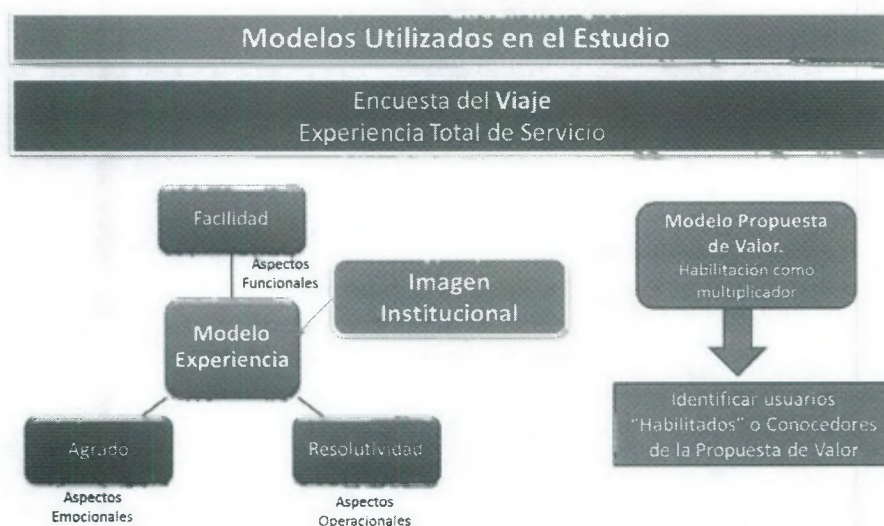 Modelos Utilizados en el Estudio
Encuesta del Viaje
Experiencia Total de Servicio
Facilidad
Aspectos
Funcionales
Imagen
Institucional
Modelo
Experiencia
Agrado
Aspectos
Emocionales
Resolutividad
Aspectos
Operacionales
Modelo Propuesta
de Valor.
Habilitación como
multiplicador
Identificar usuarios
"Habilitados" o Conocedores
de la Propuesta de Valor